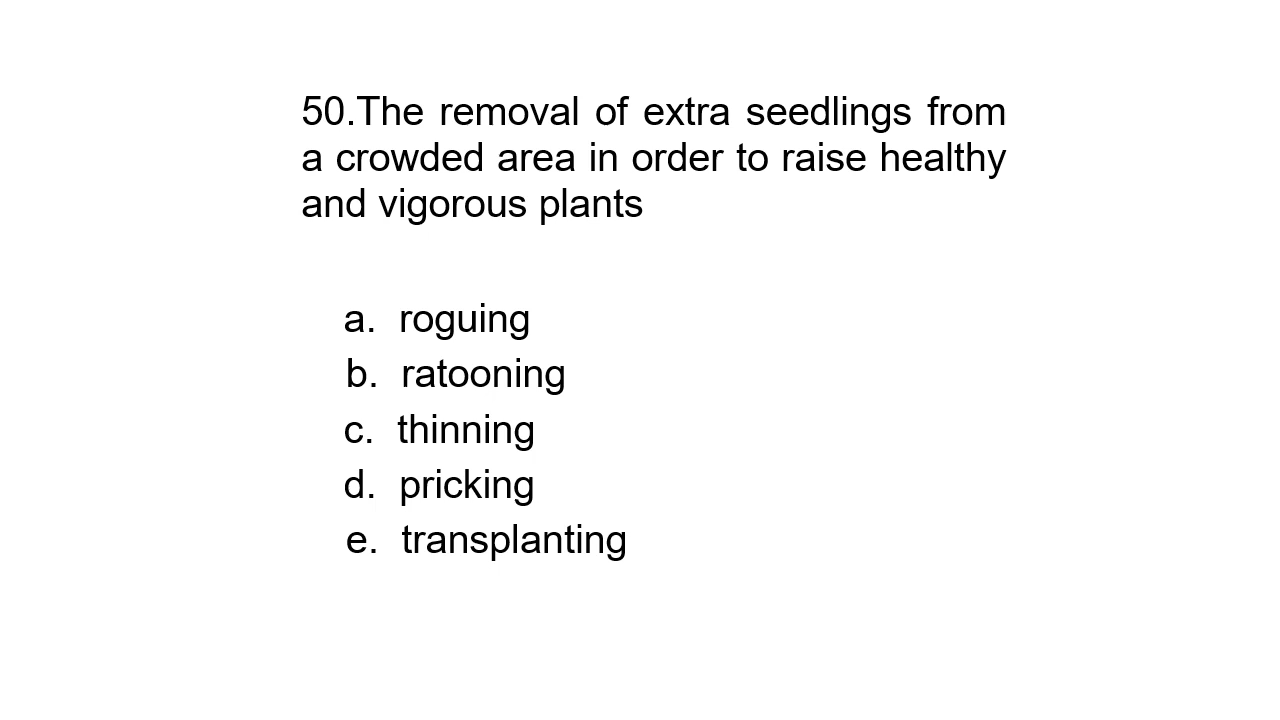 50.The removal of extra seedlings from
a crowded area in order to raise healthy
and vigorous plants
a. roguing
b. ratooning
c. thinning
d. pricking
e. transplanting